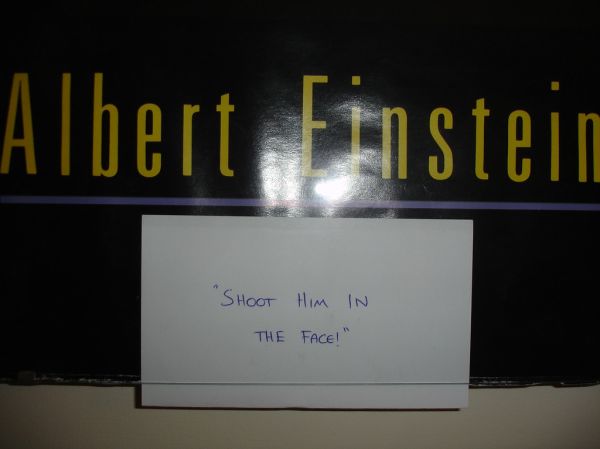 Albert Einstein
"SHOOT HIM IN
THE FACE!"